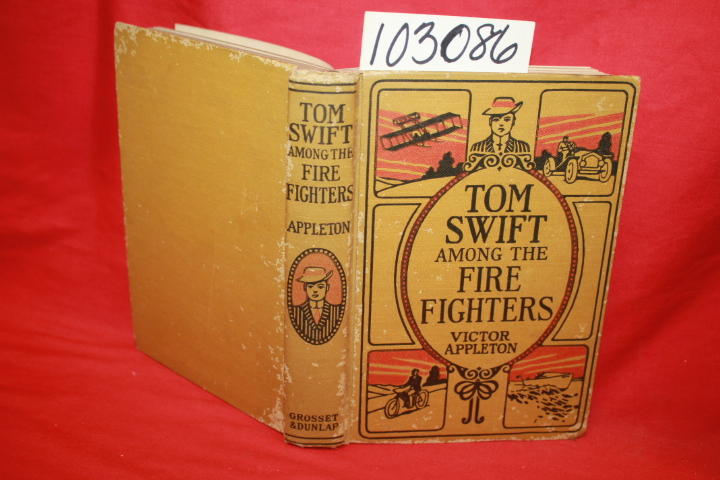 103086
TOM
SWIFT
AMONG THE
FIRE
FIGHTERS
APPLETON
GROSSET
& DUNLAP
TOM
SWIFT
AMONG THE
FIRE
FIGHTERS
VICTOR
APPLETON